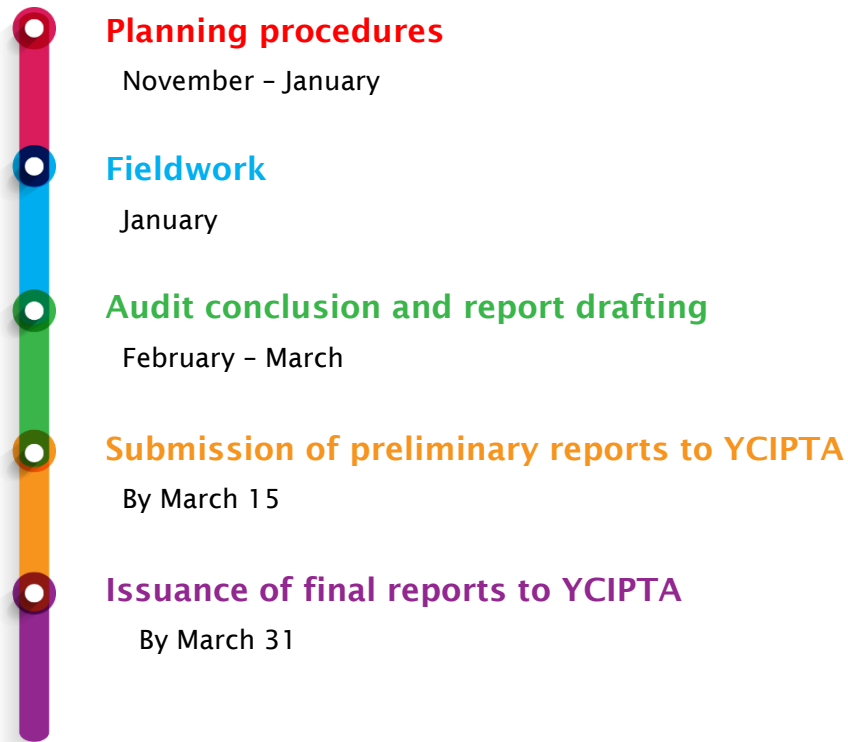 Planning procedures
November – January
Fieldwork
January
Audit conclusion and report drafting
February – March
Submission of preliminary reports to YCIPTA
By March 15
Issuance of final reports to YCIPTA
By March 31